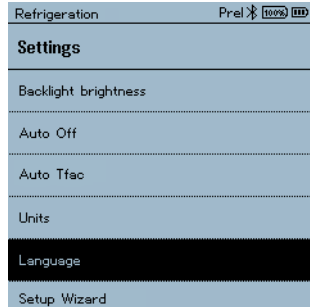 Refrigeration Prel 100%
Settings
Backlight brightness
Auto Off
Auto Tfac
Units
Language
Setup Wizard